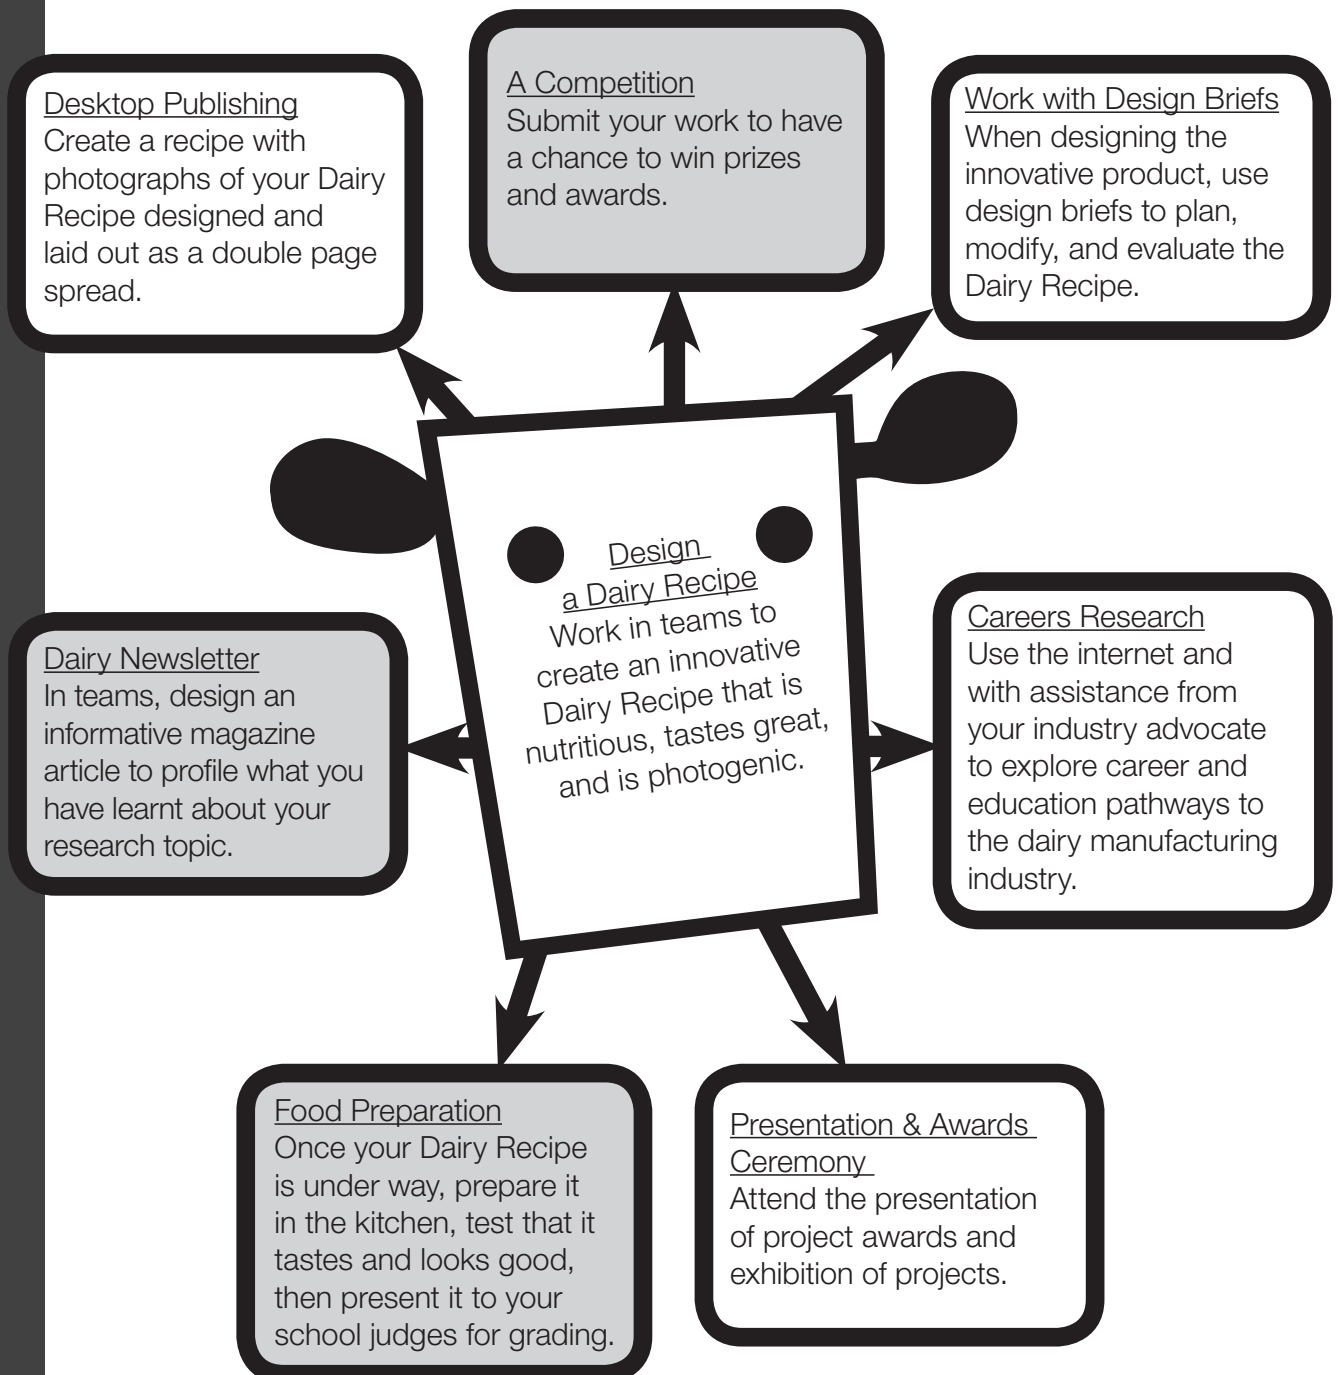 Desktop Publishing
Create a recipe with
photographs of your Dairy
Recipe designed and
laid out as a double page
spread.
A Competition
Submit your work to have
a chance to win prizes
and awards.
Work with Design Briefs
When designing the
innovative product, use
design briefs to plan,
modify, and evaluate the
Dairy Recipe.
Design
a Dairy Recipe
Work in teams to
create an innovative
Dairy Recipe that is
nutritious, tastes great,
and is photogenic.
Dairy Newsletter
In teams, design an
informative magazine
article to profile what you
have learnt about your
research topic.
Careers Research
Use the internet and
with assistance from
your industry advocate
to explore career and
education pathways to
the dairy manufacturing
industry.
Food Preparation
Once your Dairy Recipe
is under way, prepare it
in the kitchen, test that it
tastes and looks good,
then present it to your
school judges for grading.
Presentation & Awards
Ceremony
Attend the presentation
of project awards and
exhibition of projects.